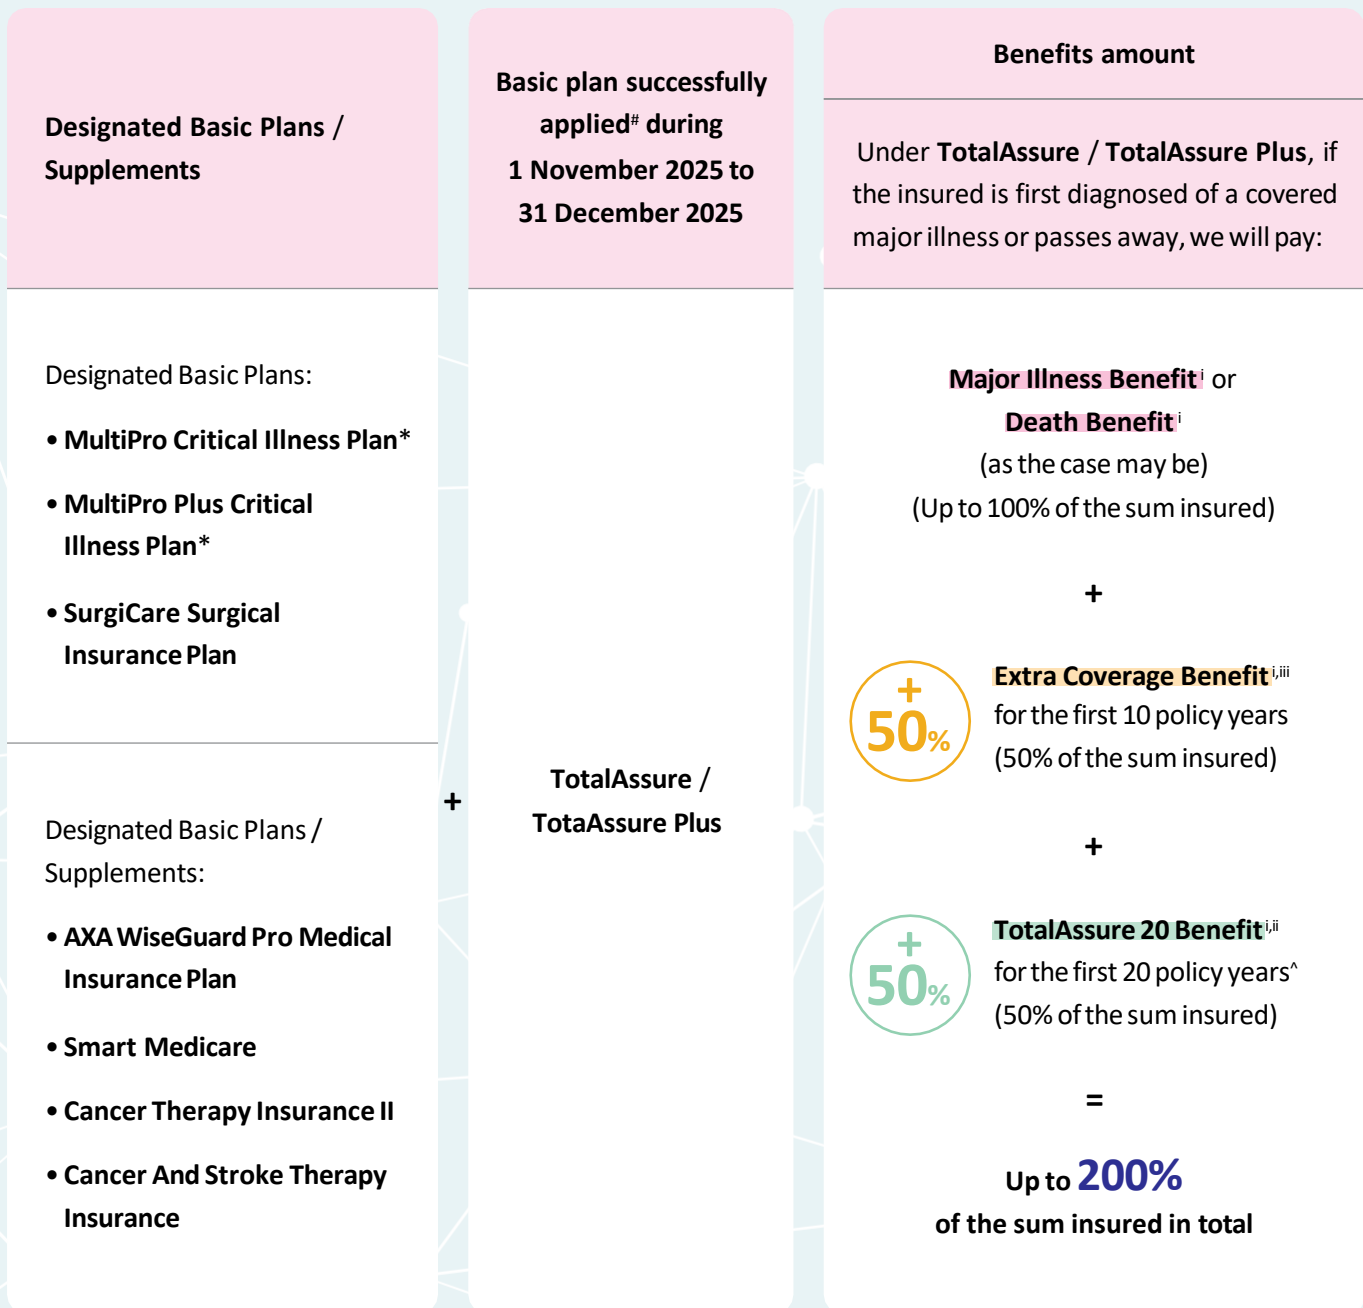 Designated Basic Plans /
Supplements
Designated Basic Plans:
• MultiPro Critical Illness Plan*
• MultiPro Plus Critical
Illness Plan*
• SurgiCare Surgical
Insurance Plan
Designated Basic Plans /
Supplements:
• AXA WiseGuard Pro Medical
Insurance Plan
• Smart Medicare
• Cancer Therapy Insurance II
• Cancer And Stroke Therapy
Insurance
+
Basic plan successfully
applied# during
1 November 2025 to
31 December 2025
TotalAssure /
TotaAssure Plus
Benefits amount
Under TotalAssure / TotalAssure Plus, if
the insured is first diagnosed of a covered
major illness or passes away, we will pay:
Major Illness Benefit i or
Death Benefit i
(as the case may be)
(Up to 100% of the sum insured)
+
+
50%
Extra Coverage Benefit i,iii
for the first 10 policy years
(50% of the sum insured)
+
+
50%
TotalAssure 20 Benefit i,ii
for the first 20 policy years^
(50% of the sum insured)
=
Up to 200%
of the sum insured in total